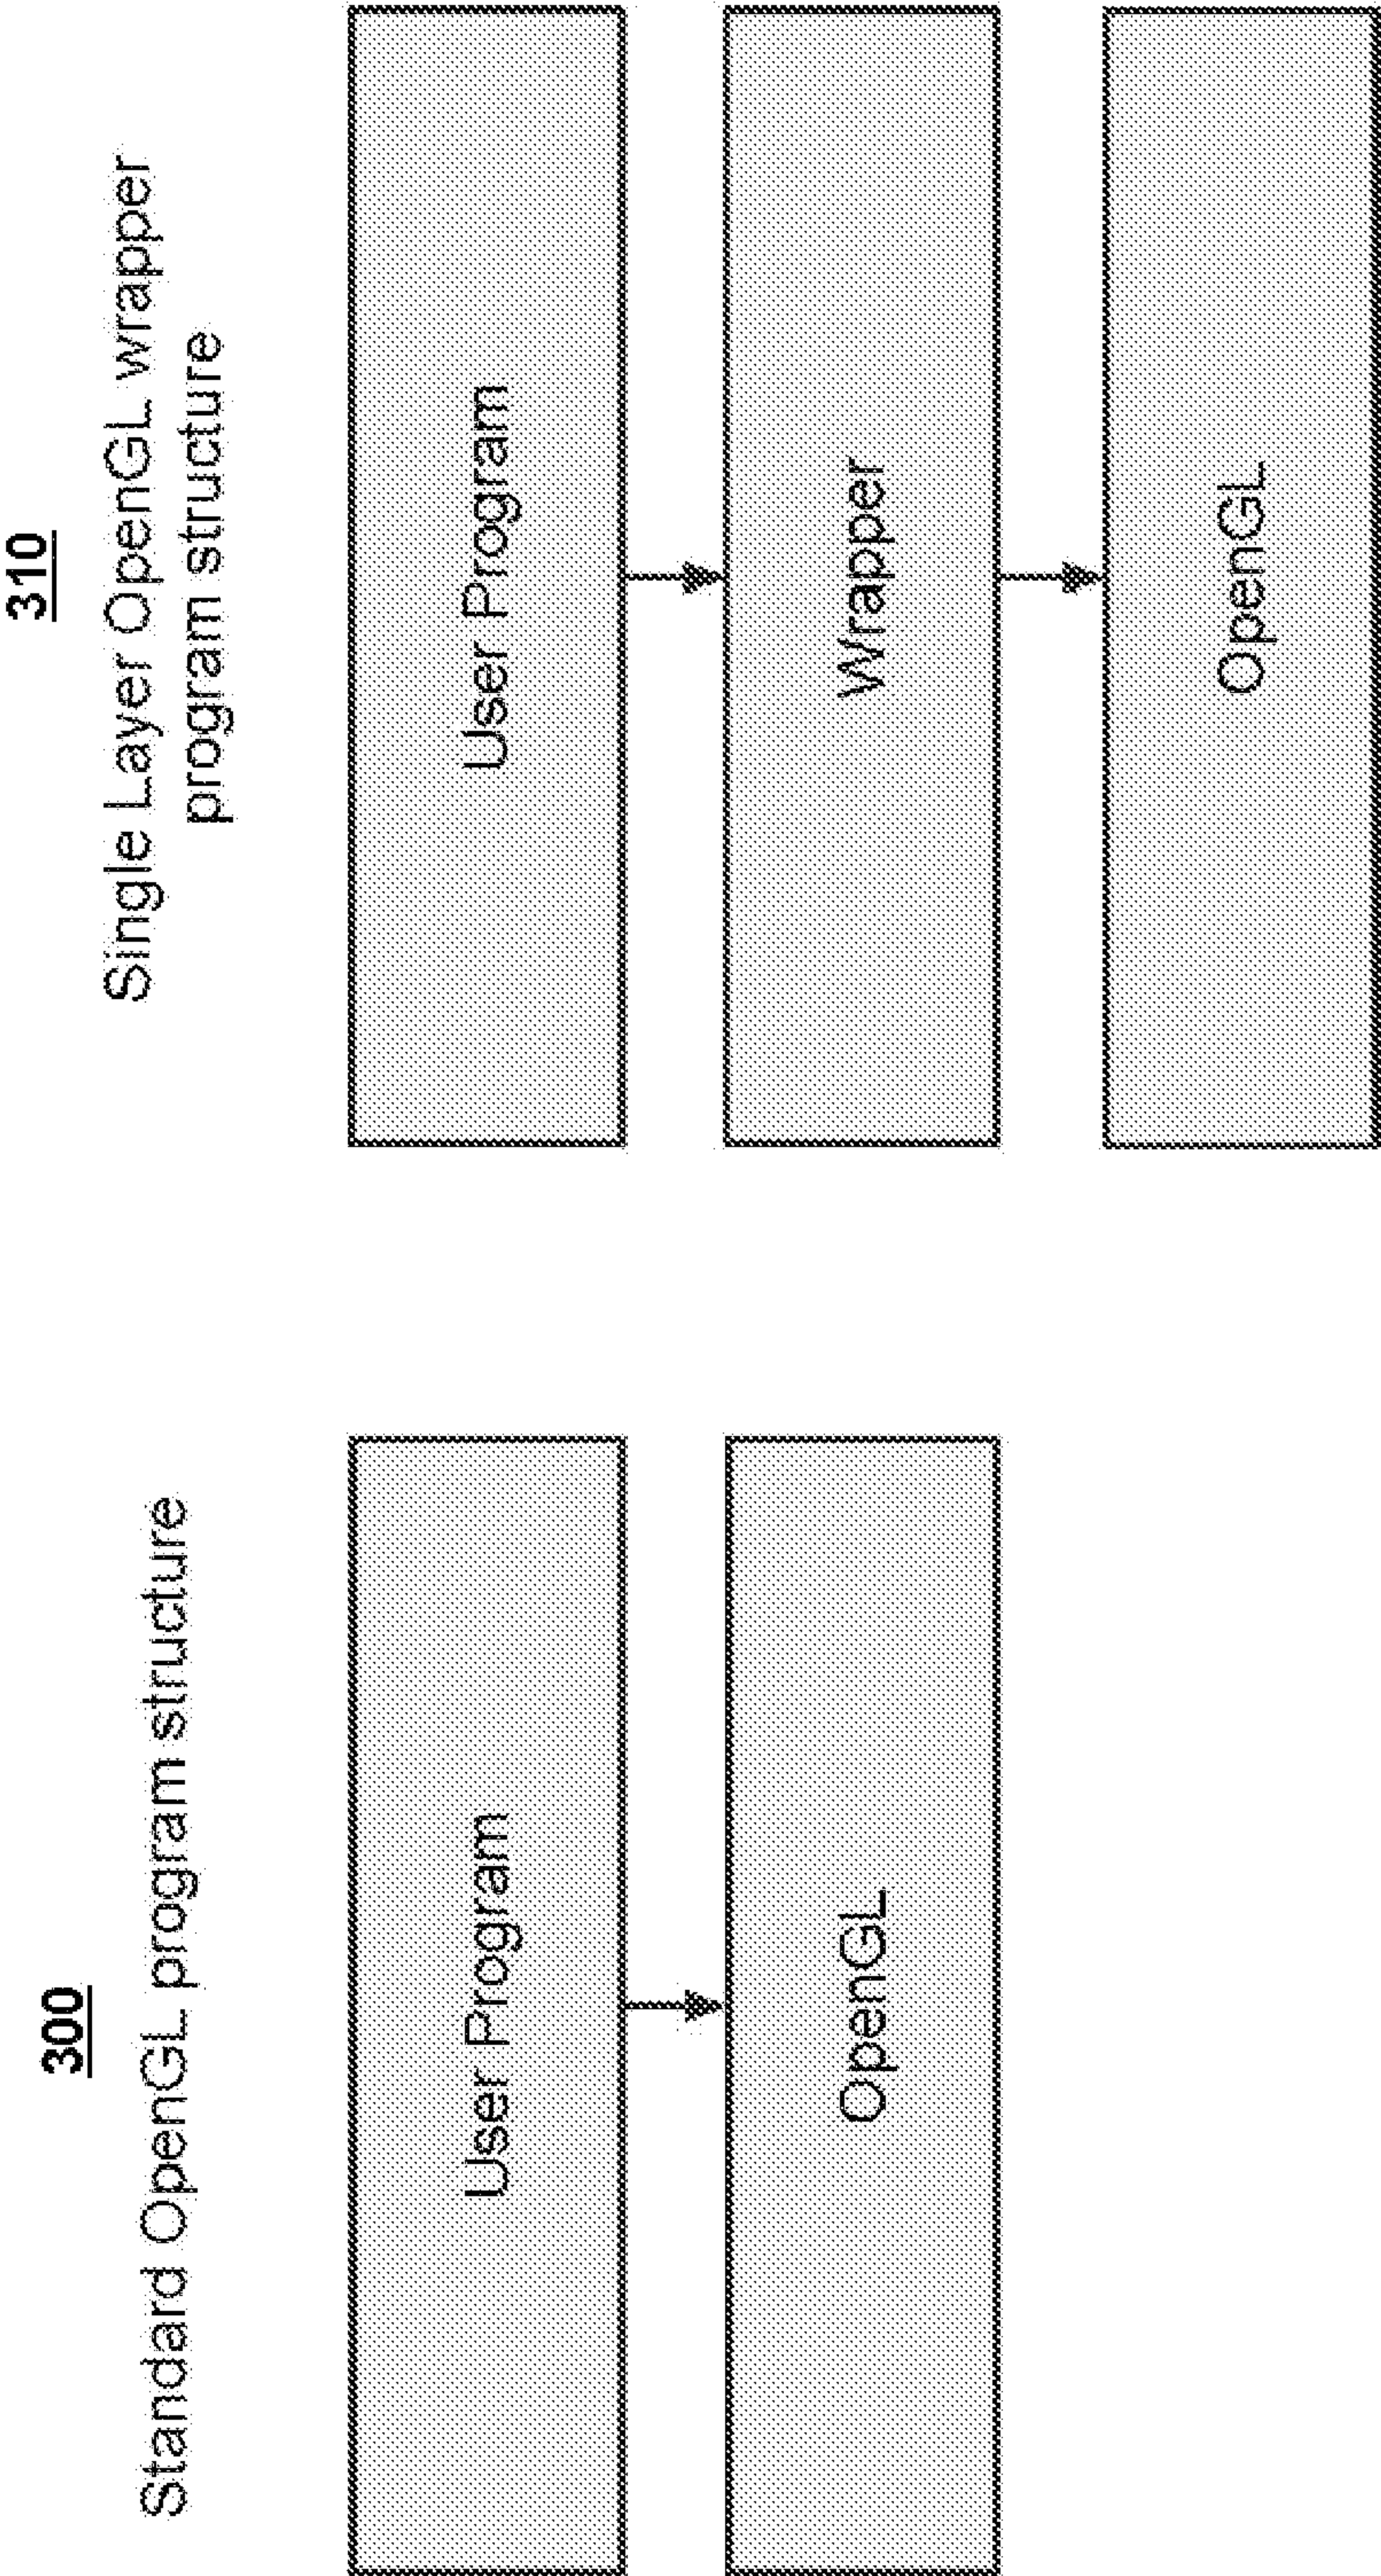 300
Standard OpenGL program structure
User Program
OpenGL
310
Single Layer OpenGL wrapper
program structure
User Program
Wrapper
OpenGL